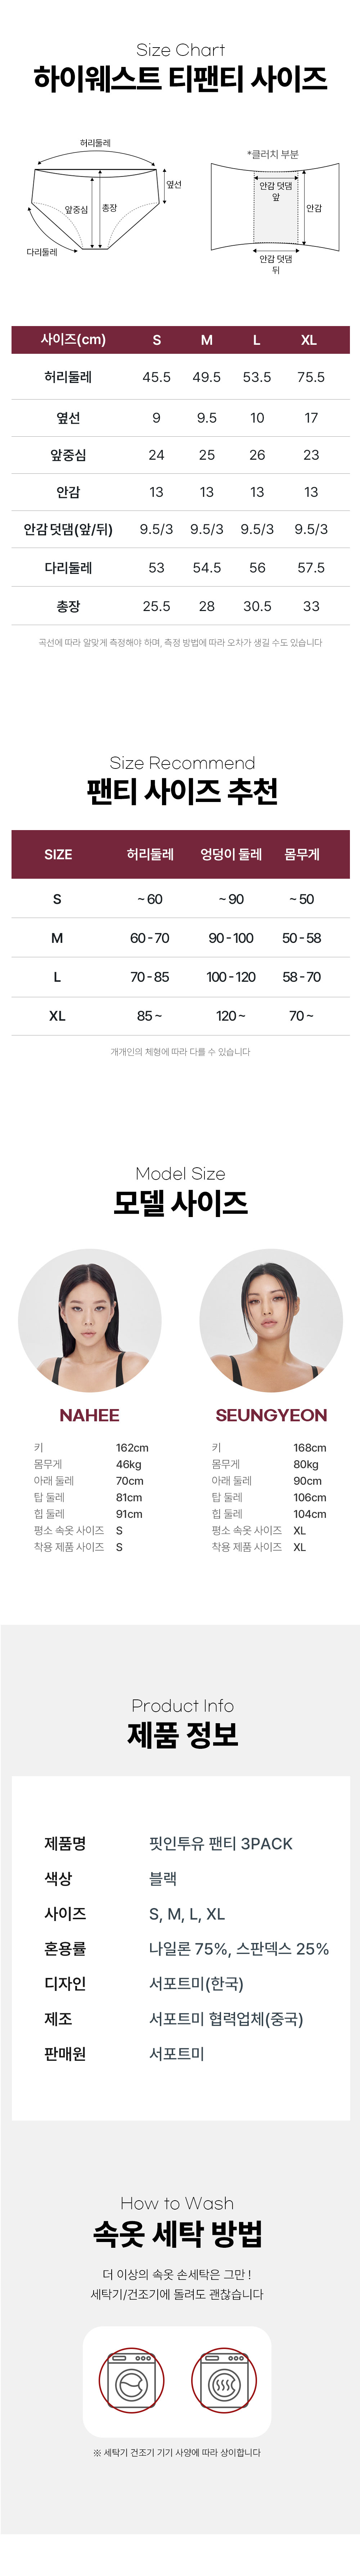 Size Chart
하이웨스트 티팬티 사이즈
허리둘레
옆선
앞중심
총장
다리둘레
*클러치 부분
안감 덧댐
앞
안감
안감 덧댐
뒤
사이즈(cm) S M L XL
허리둘레 45.5 49.5 53.5 75.5
옆선 9 9.5 10 17
앞중심 24 25 26 23
안감 13 13 13 13
안감 덧댐(앞/뒤) 9.5/3 9.5/3 9.5/3 9.5/3
다리둘레 53 54.5 56 57.5
총장 25.5 28 30.5 33
곡선에 따라 알맞게 측정해야 하며, 측정 방법에 따라 오차가 생길 수도 있습니다
Size Recommend
팬티 사이즈 추천
SIZE 허리둘레 엉덩이 둘레 몸무게
S ~ 60 ~ 90 ~ 50
M 60 - 70 90 - 100 50 - 58
L 70 - 85 100 - 120 58 - 70
XL 85 ~ 120 ~ 70 ~
개개인의 체형에 따라 다를 수 있습니다
Model Size
모델 사이즈
NAHEE
키 162cm
몸무게 46kg
아래 둘레 70cm
탑 둘레 81cm
힙 둘레 91cm
평소 속옷 사이즈 S
착용 제품 사이즈 S
SEUNGYEON
키 168cm
몸무게 80kg
아래 둘레 90cm
탑 둘레 106cm
힙 둘레 104cm
평소 속옷 사이즈 XL
착용 제품 사이즈 XL
Product Info
제품 정보
제품명 핏인투유 팬티 3PACK
색상 블랙
사이즈 S, M, L, XL
혼용률 나일론 75%, 스판덱스 25%
디자인 서포트미(한국)
제조 서포트미 협력업체(중국)
판매원 서포트미
How to Wash
속옷 세탁 방법
더 이상의 속옷 손세탁은 그만 !
세탁기/건조기에 돌려도 괜찮습니다
※ 세탁기 건조기 기기 사양에 따라 상이합니다